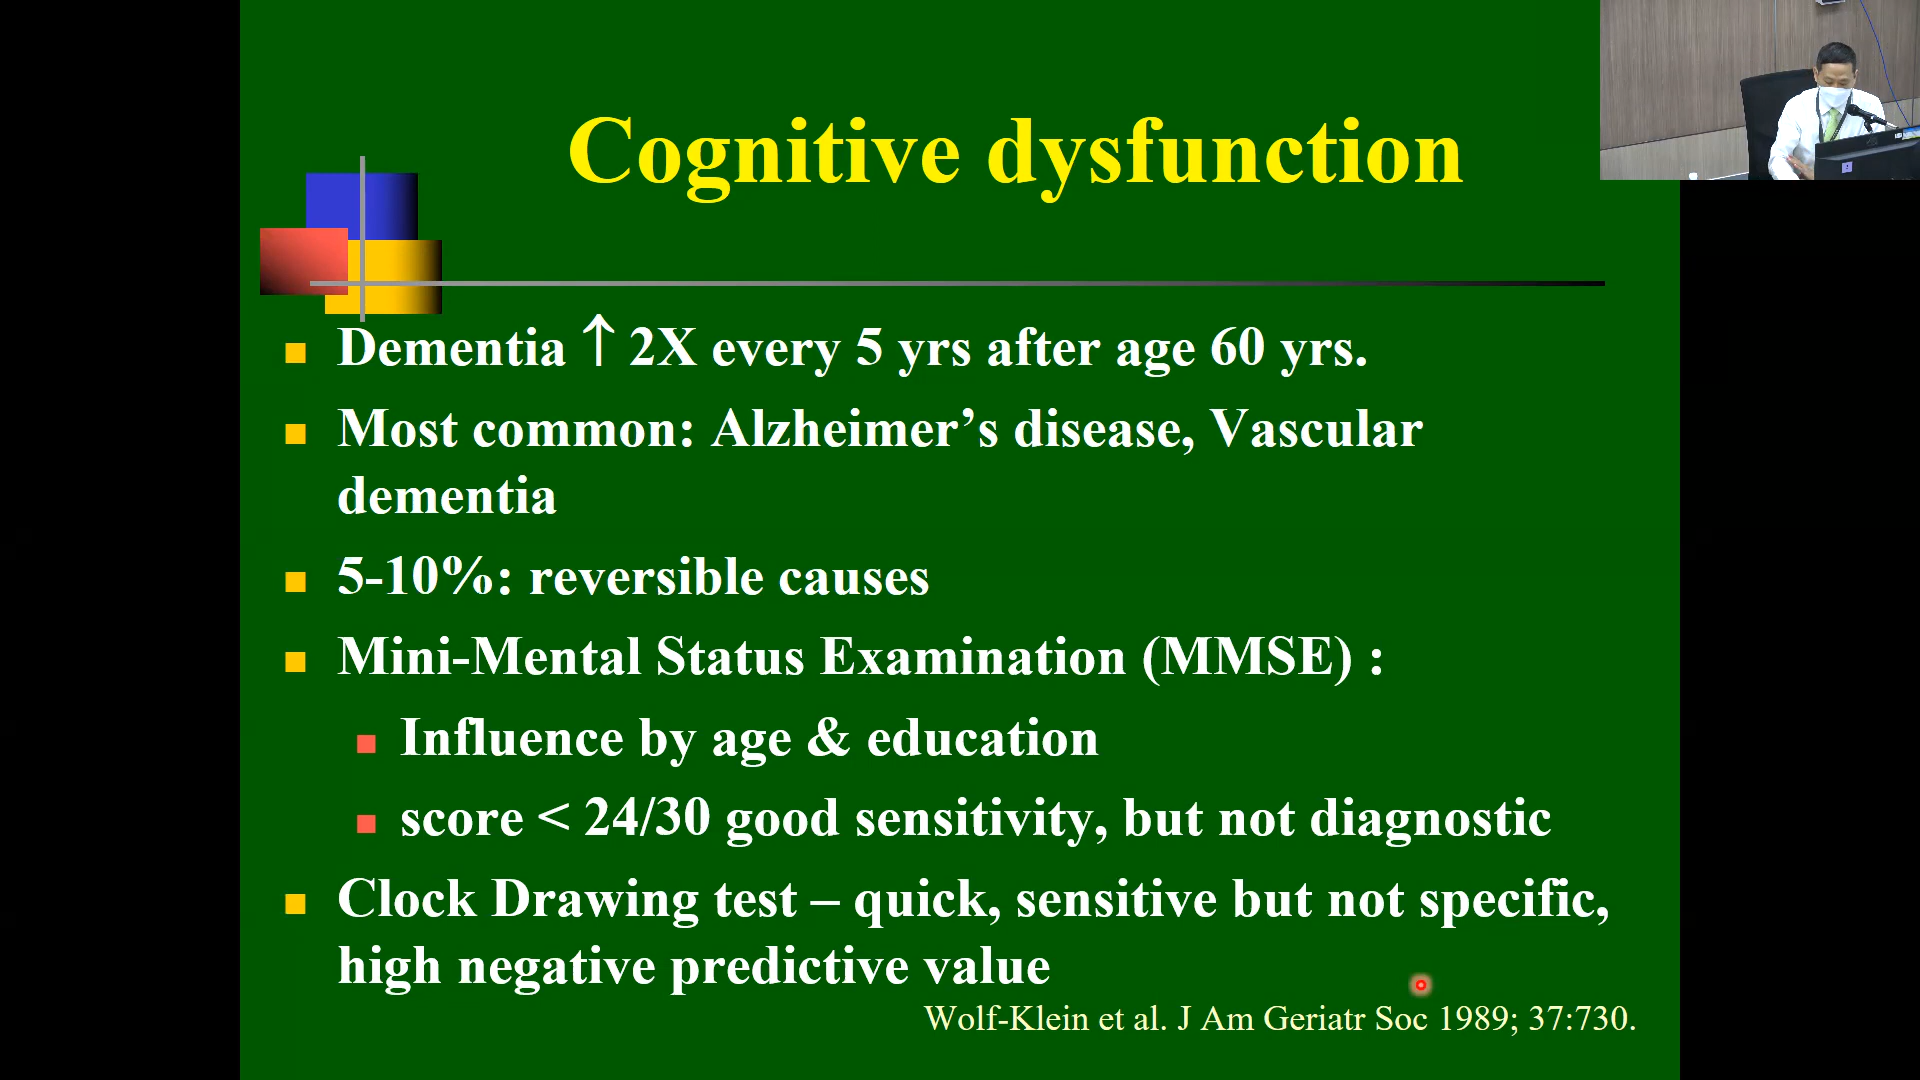 Cognitive dysfunction
Dementia ↑ 2X every 5 yrs after age 60 yrs.
Most common: Alzheimer’s disease, Vascular
dementia
5-10%: reversible causes
Mini-Mental Status Examination (MMSE) :
Influence by age & education
score < 24/30 good sensitivity, but not diagnostic
Clock Drawing test – quick, sensitive but not specific,
high negative predictive value
Wolf-Klein et al. J Am Geriatr Soc 1989; 37:730.